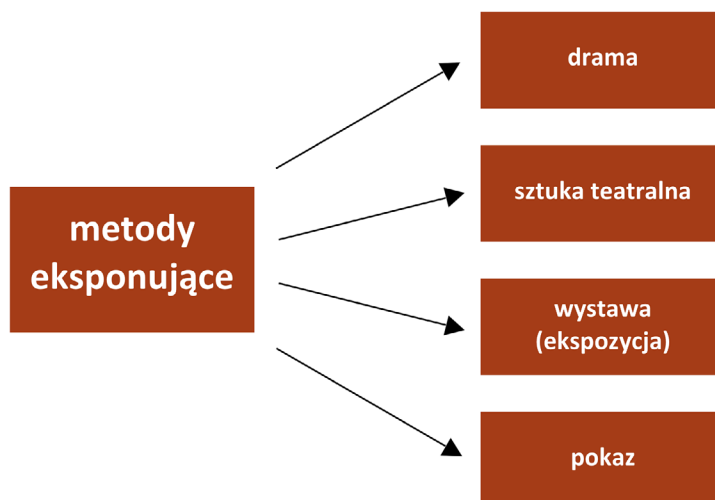 metody
eksponujące
drama
sztuka teatralna
wystawa
(ekspozycja)
pokaz